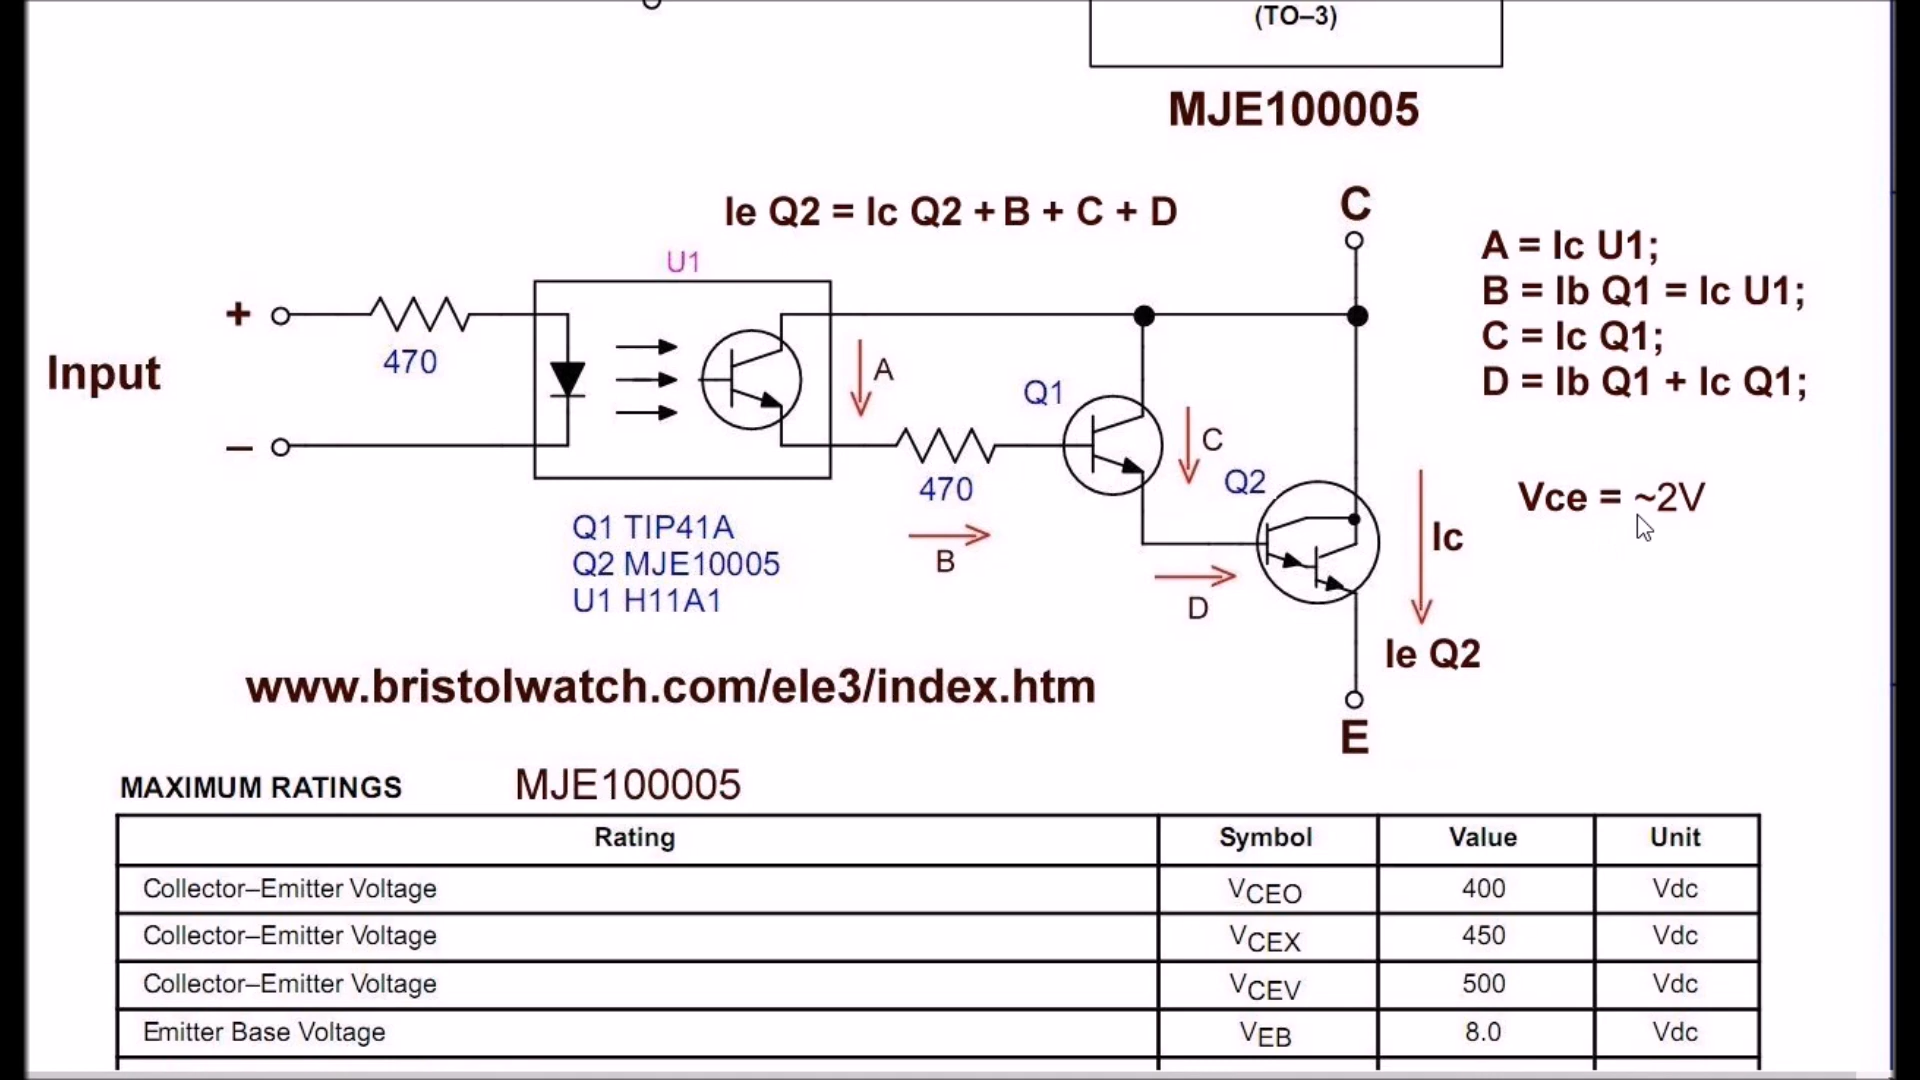 (TO–3)
MJE100005
Ie Q2 = Ic Q2 + B + C + D
C
A = Ic U1;
B = Ib Q1 = Ic U1;
C = Ic Q1;
D = Ib Q1 + Ic Q1;
U1
+
470
Input
–
A
Q1
C
470
Q2
B
D
Vce = ~2V
Ic
Q1 TIP41A
Q2 MJE10005
U1 H11A1
Ie Q2
www.bristolwatch.com/ele3/index.htm
E
MAXIMUM RATINGS MJE100005
Rating Symbol Value Unit
Collector–Emitter Voltage VCEO 400 Vdc
Collector–Emitter Voltage VCEX 450 Vdc
Collector–Emitter Voltage VCEV 500 Vdc
Emitter Base Voltage VEB 8.0 Vdc